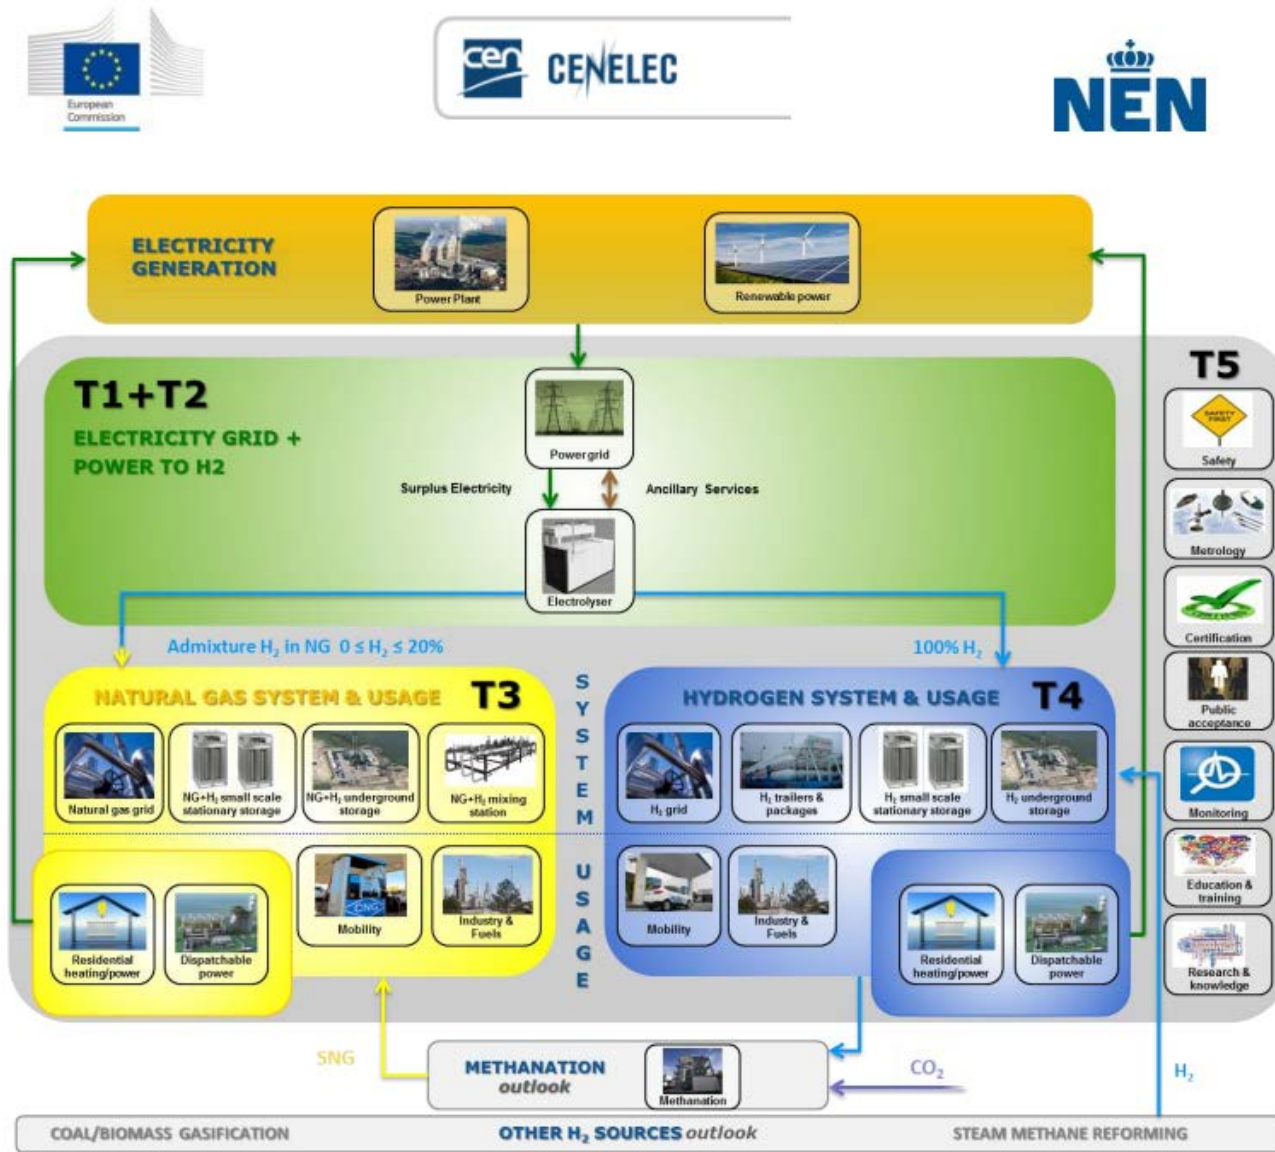 European
Commission
cen
CENELEC
NEN
ELECTRICITY
GENERATION
Power Plant
Renewable power
T1+T2
ELECTRICITY GRID +
POWER TO H2
Power grid
Surplus Electricity
Ancillary Services
Electrolyser
T5
SAFETY
FIRST
Safety
Metrology
Certification
Public
acceptance
Monitoring
Education &
training
Research &
knowledge
Admixture H₂ in NG 0 ≤ H₂ ≤ 20%
100% H₂
NATURAL GAS SYSTEM & USAGE T3
Natural gas grid
NG+H₂ small scale
stationary storage
NG+H₂ underground
storage
NG+H₂ mixing
station
Residential
heating/power
Dispatchable
power
CNG
Mobility
Industry &
Fuels
SYSTEM
USAGE
HYDROGEN SYSTEM & USAGE T4
H₂ grid
H₂ trailers &
packages
H₂ small scale
stationary storage
H₂ underground
storage
Mobility
Industry &
Fuels
Residential
heating/power
Dispatchable
power
SNG
METHANATION
outlook
Methanation
CO₂
H₂
COAL/BIOMASS GASIFICATION
OTHER H₂ SOURCES outlook
STEAM METHANE REFORMING